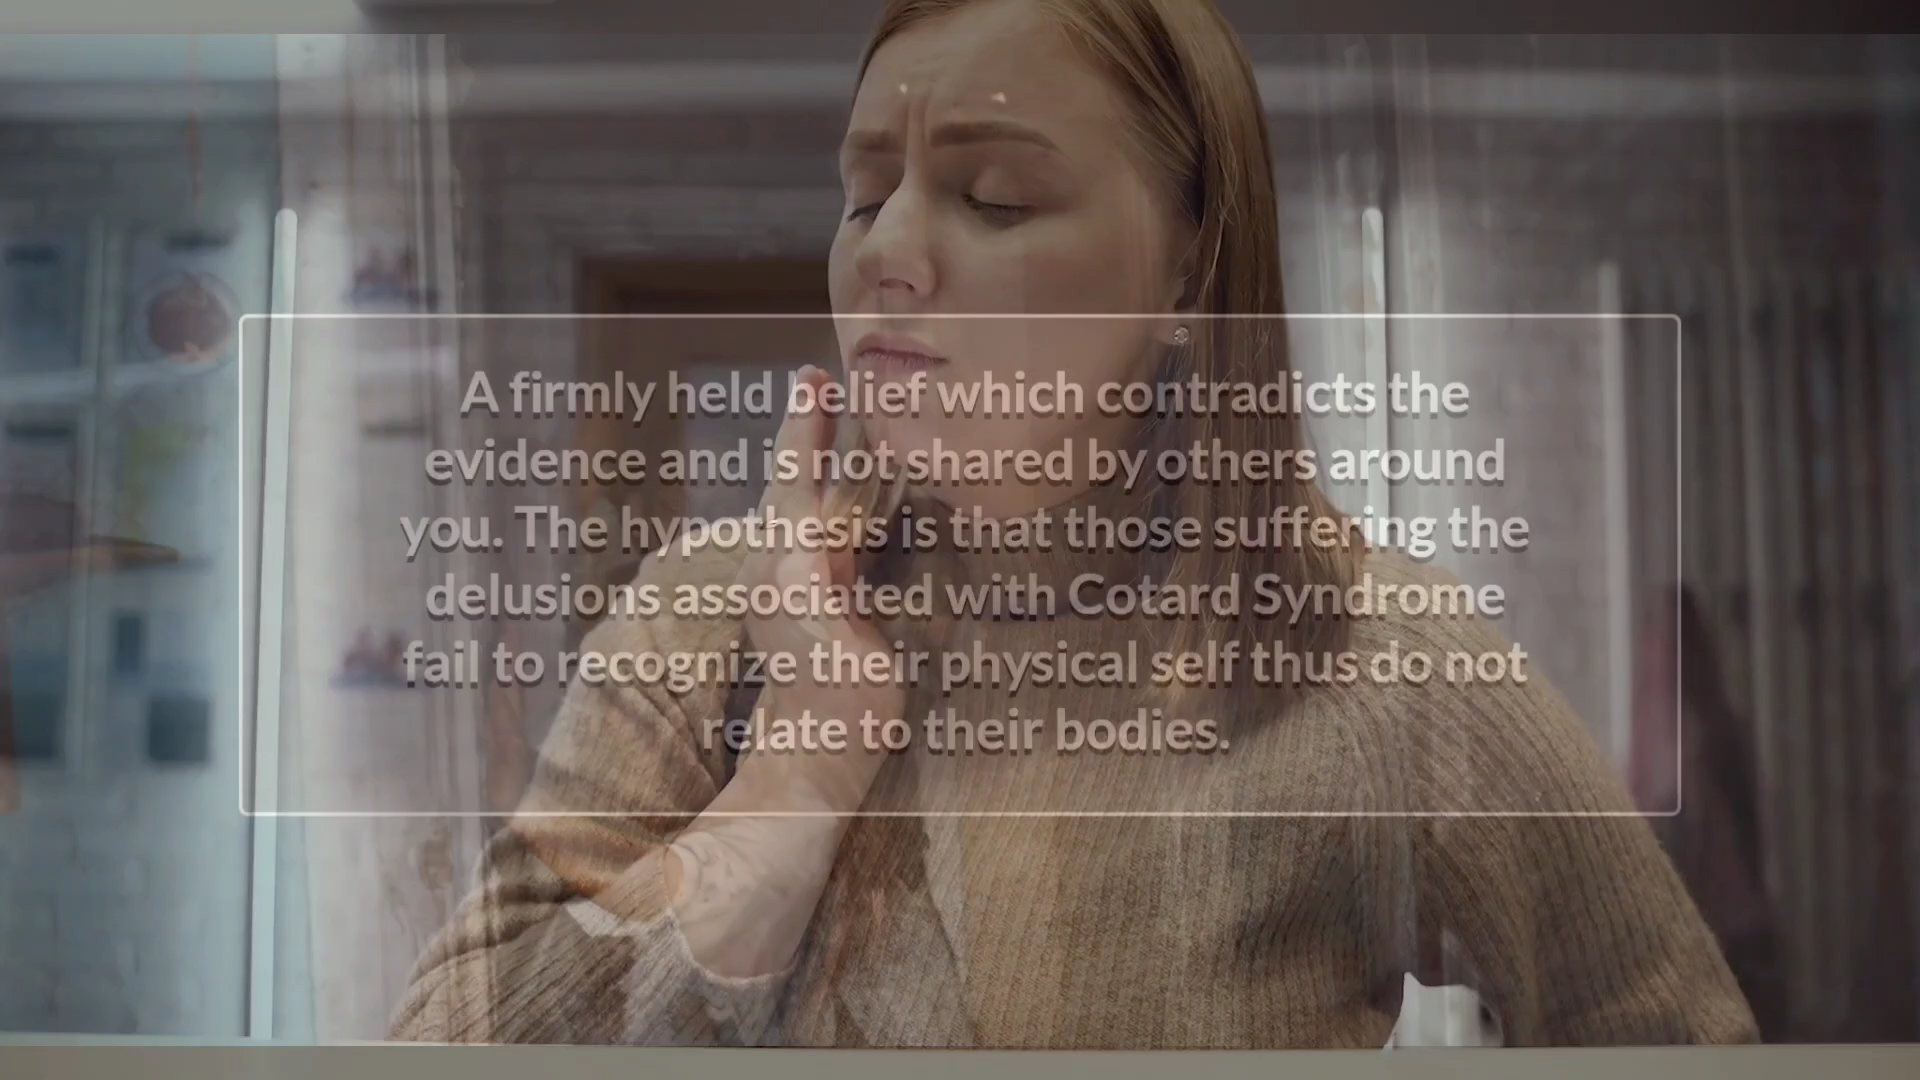 A firmly held belief which contradicts the
evidence and is not shared by others around
you. The hypothesis is that those suffering the
delusions associated with Cotard Syndrome
fail to recognize their physical self thus do not
relate to their bodies.